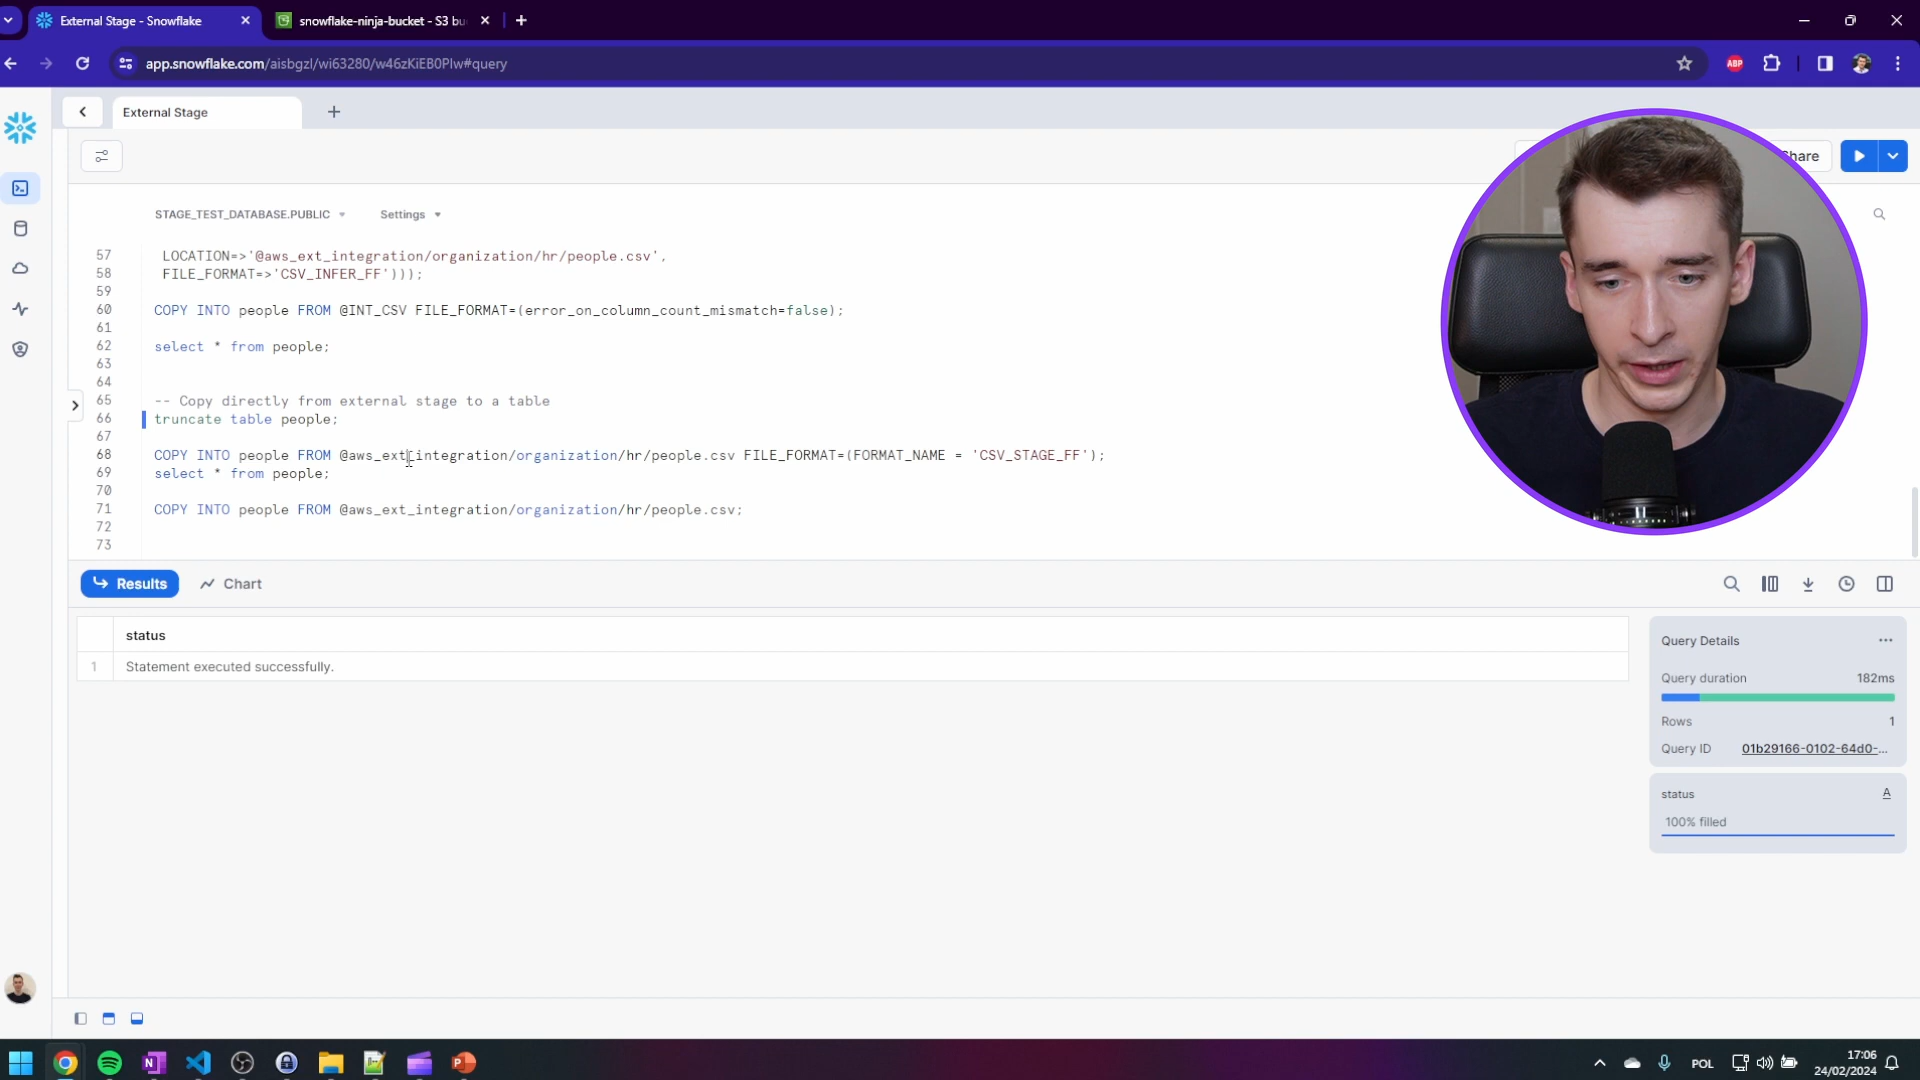 External Stage - Snowflake
snowflake-ninja-bucket - S3 bu
app.snowflake.com/aisbgzl/wi63280/w46zKiEB0Plw#query
ABP
External Stage
Share
STAGE_TEST_DATABASE.PUBLIC
Settings
57 LOCATION=>'@aws_ext_integration/organization/hr/people.csv',
58 FILE_FORMAT=>'CSV_INFER_FF')));
59
60 COPY INTO people FROM @INT_CSV FILE_FORMAT=(error_on_column_count_mismatch=false);
61
62 select * from people;
63
64
65 -- Copy directly from external stage to a table
66 truncate table people;
67
68 COPY INTO people FROM @aws_ext_integration/organization/hr/people.csv FILE_FORMAT=(FORMAT_NAME = 'CSV_STAGE_FF');
69 select * from people;
70
71 COPY INTO people FROM @aws_ext_integration/organization/hr/people.csv;
72
73
Results
Chart
status
1 Statement executed successfully.
Query Details
Query duration 182ms
Rows 1
Query ID 01b29166-0102-64d0-...
status A
100% filled
POL
17:06
24/02/2024